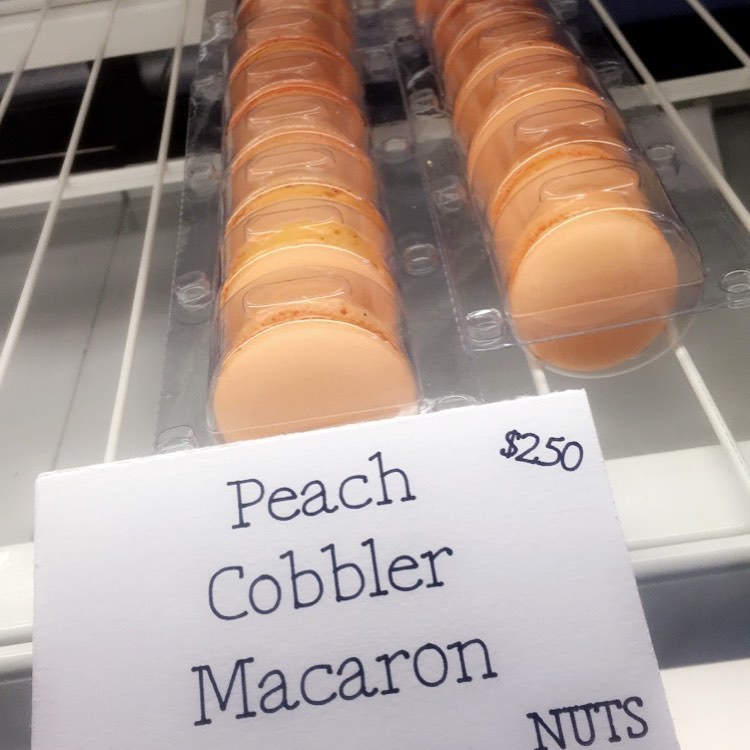 $250
Peach
Cobbler
Macaron
NUTS